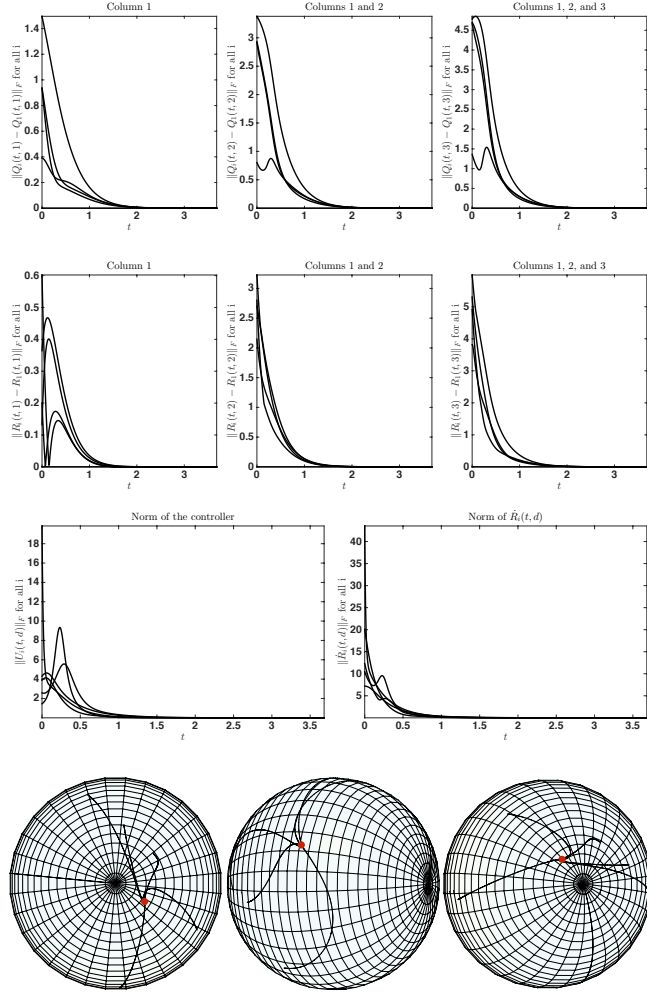 Column 1
Columns 1 and 2
Columns 1, 2, and 3
‖Q_i(t, 1) − Q_1(t, 1)‖_F for all i
1.4
1.2
1
0.8
0.6
0.4
0.2
0
0 1 2 3
t
‖Q_i(t, 2) − Q_1(t, 2)‖_F for all i
3.5
3
2.5
2
1.5
1
0.5
0
0 1 2 3
t
‖Q_i(t, 3) − Q_1(t, 3)‖_F for all i
4.5
4
3.5
3
2.5
2
1.5
1
0.5
0
0 1 2 3
t
Column 1
Columns 1 and 2
Columns 1, 2, and 3
‖R_i(t, 1) − R_1(t, 1)‖_F for all i
0.6
0.5
0.4
0.3
0.2
0.1
0
0 1 2 3
t
‖R_i(t, 2) − R_1(t, 2)‖_F for all i
3
2.5
2
1.5
1
0.5
0
0 1 2 3
t
‖R_i(t, 3) − R_1(t, 3)‖_F for all i
5
4
3
2
1
0
0 1 2 3
t
Norm of the controller
Norm of Ṙ_i(t, d)
‖U_i(t, d)‖_F for all i
18
16
14
12
10
8
6
4
2
0 0.5 1 1.5 2 2.5 3 3.5
t
‖Ṙ_i(t, d)‖_F for all i
40
35
30
25
20
15
10
5
0 0.5 1 1.5 2 2.5 3 3.5
t